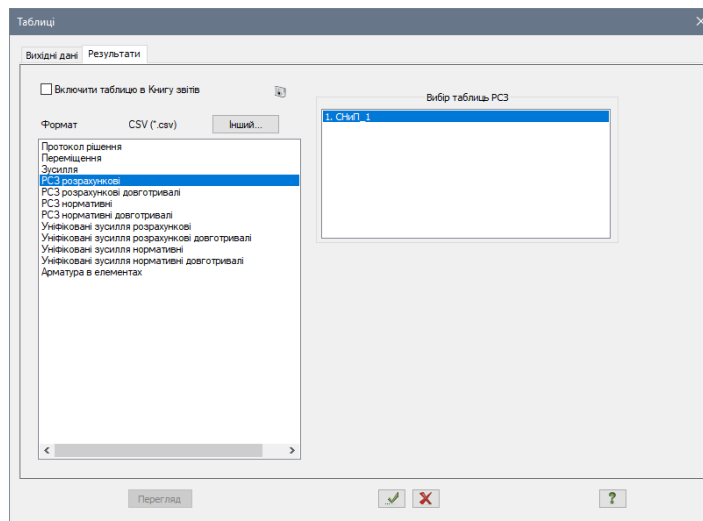 Таблиці
Вихідні дані
Результати
Включити таблицю в Книгу звітів
Формат CSV (*.csv) Інший...
Протокол рішення
Переміщення
Зусилля
РСЗ розрахункові
РСЗ розрахункові довготривалі
РСЗ нормативні
РСЗ нормативні довготривалі
Уніфіковані зусилля розрахункові
Уніфіковані зусилля розрахункові довготривалі
Уніфіковані зусилля нормативні
Уніфіковані зусилля нормативні довготривалі
Арматура в елементах
Вибір таблиць РСЗ
1. СНиП_1
Перегляд
?